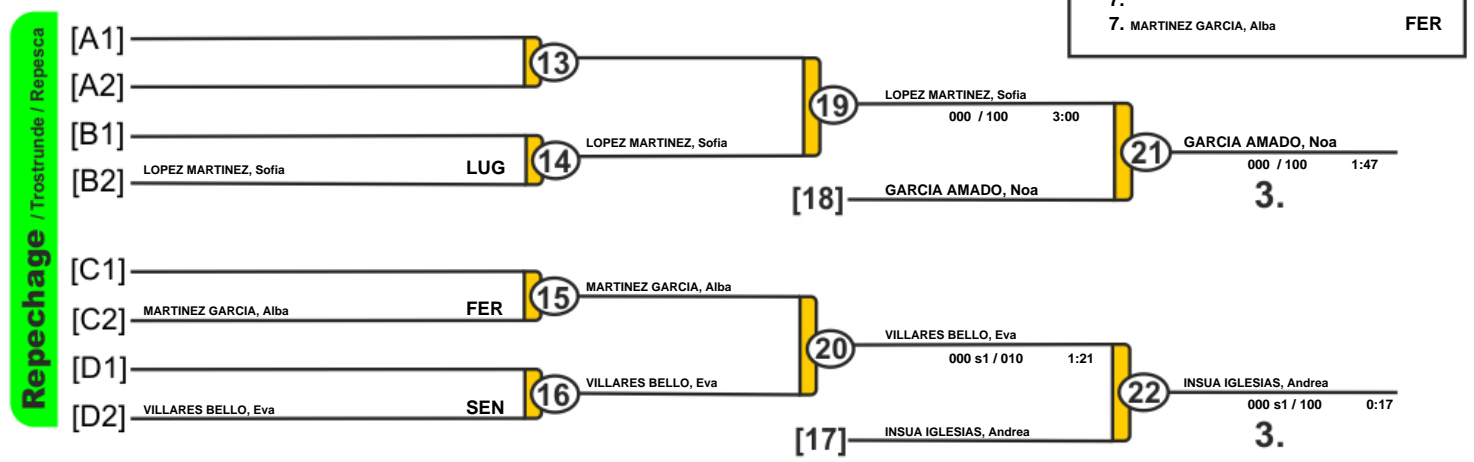 7.
7. MARTINEZ GARCIA, Alba FER
Repechage / Trostrunde / Repesca
[A1]
13
[A2]
19
LOPEZ MARTINEZ, Sofia
000 / 100 3:00
[B1]
14
LOPEZ MARTINEZ, Sofia
21
GARCIA AMADO, Noa
000 / 100 1:47
[B2] LOPEZ MARTINEZ, Sofia LUG
[18] GARCIA AMADO, Noa
3.
[C1]
15
MARTINEZ GARCIA, Alba
[C2] MARTINEZ GARCIA, Alba FER
20
VILLARES BELLO, Eva
000 s1 / 010 1:21
[D1]
16
VILLARES BELLO, Eva
22
INSUA IGLESIAS, Andrea
000 s1 / 100 0:17
[D2] VILLARES BELLO, Eva SEN
[17] INSUA IGLESIAS, Andrea
3.